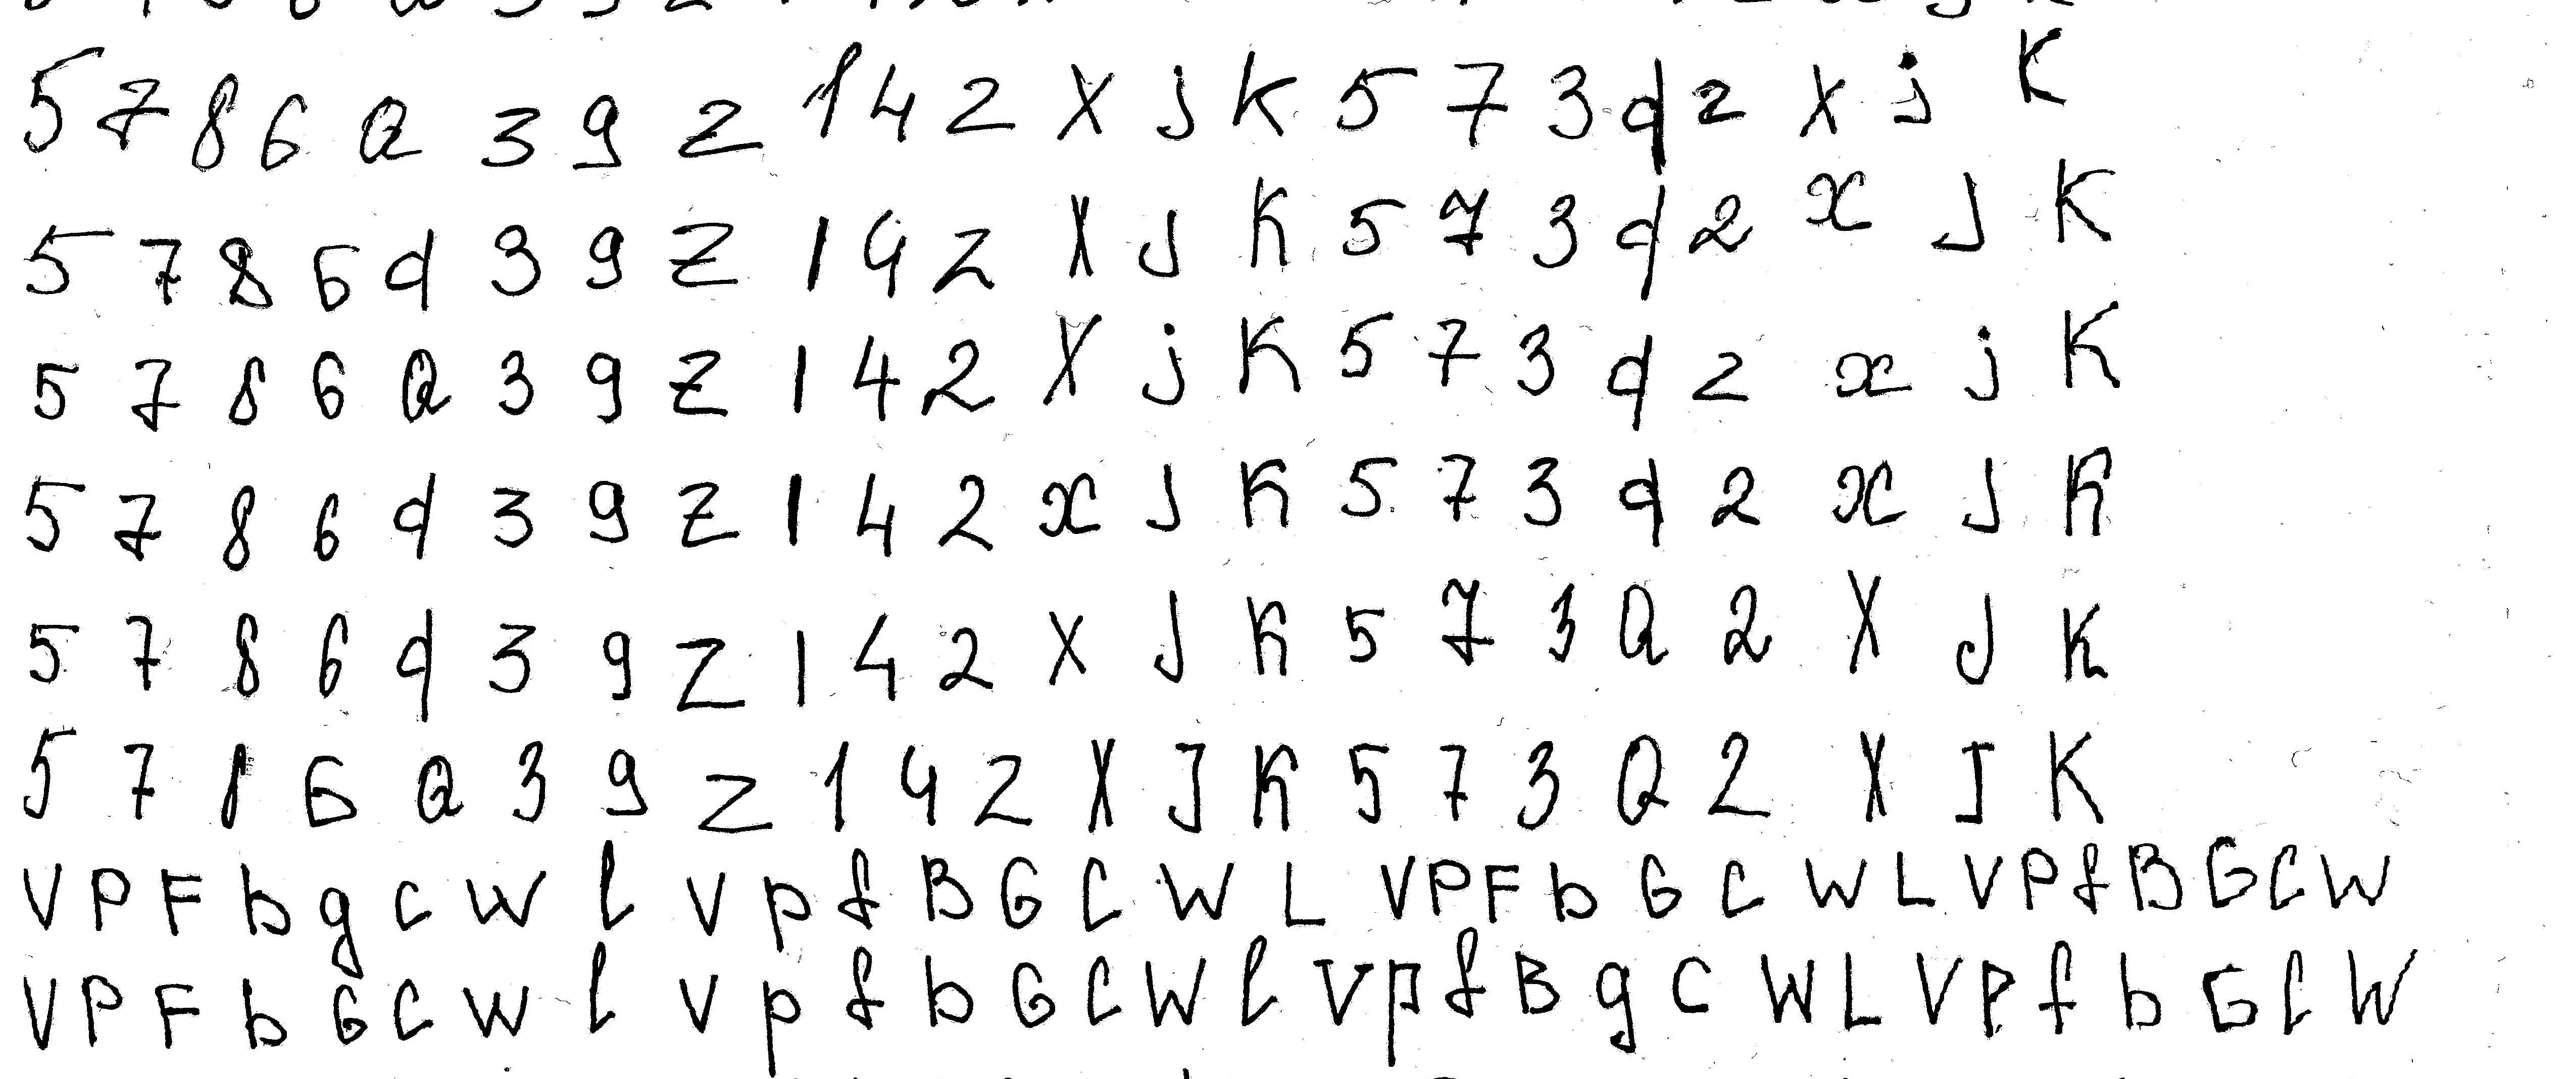 5 7 8 6 Q 3 9 z 1 4 2 X j K 5 7 3 q 2 x j K
5 7 8 6 q 3 9 Z 1 4 2 X J K 5 7 3 q 2 x J K
5 7 8 6 Q 3 9 Z 1 4 2 X j K 5 7 3 q 2 x j K
5 7 8 6 q 3 9 Z 1 4 2 x J K 5 7 3 q 2 x J K
5 7 8 6 q 3 9 Z 1 4 2 X J K 5 7 3 Q 2 X J K
5 7 8 6 Q 3 9 Z 1 4 2 X J K 5 7 3 Q 2 X J K
V P F b g c W l V p f B G C W L V P F b G C W L V P f B G C W
V P F b G C W l V p f b G C W l V p f B g C W L V P f b G C W